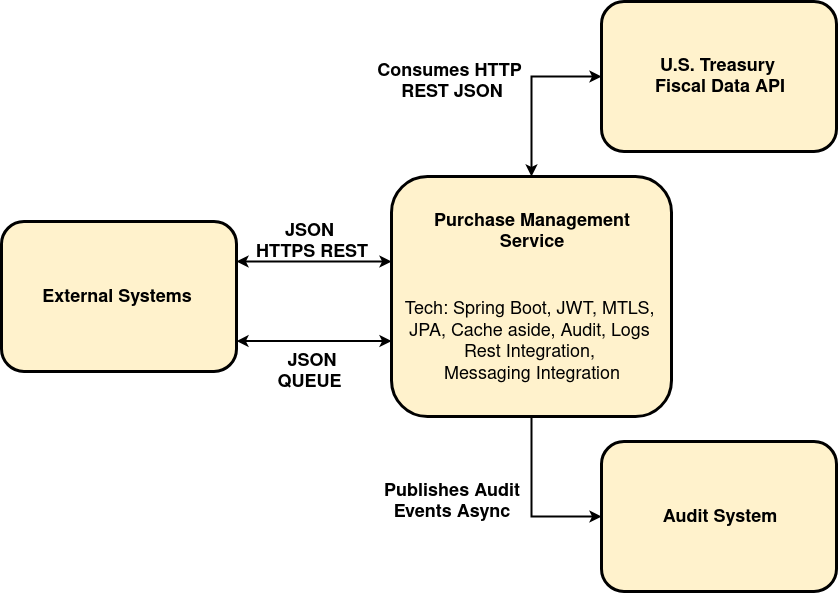 Consumes HTTP
REST JSON
U.S. Treasury
Fiscal Data API
JSON
HTTPS REST
External Systems
JSON
QUEUE
Purchase Management
Service
Tech: Spring Boot, JWT, MTLS,
JPA, Cache aside, Audit, Logs
Rest Integration,
Messaging Integration
Publishes Audit
Events Async
Audit System